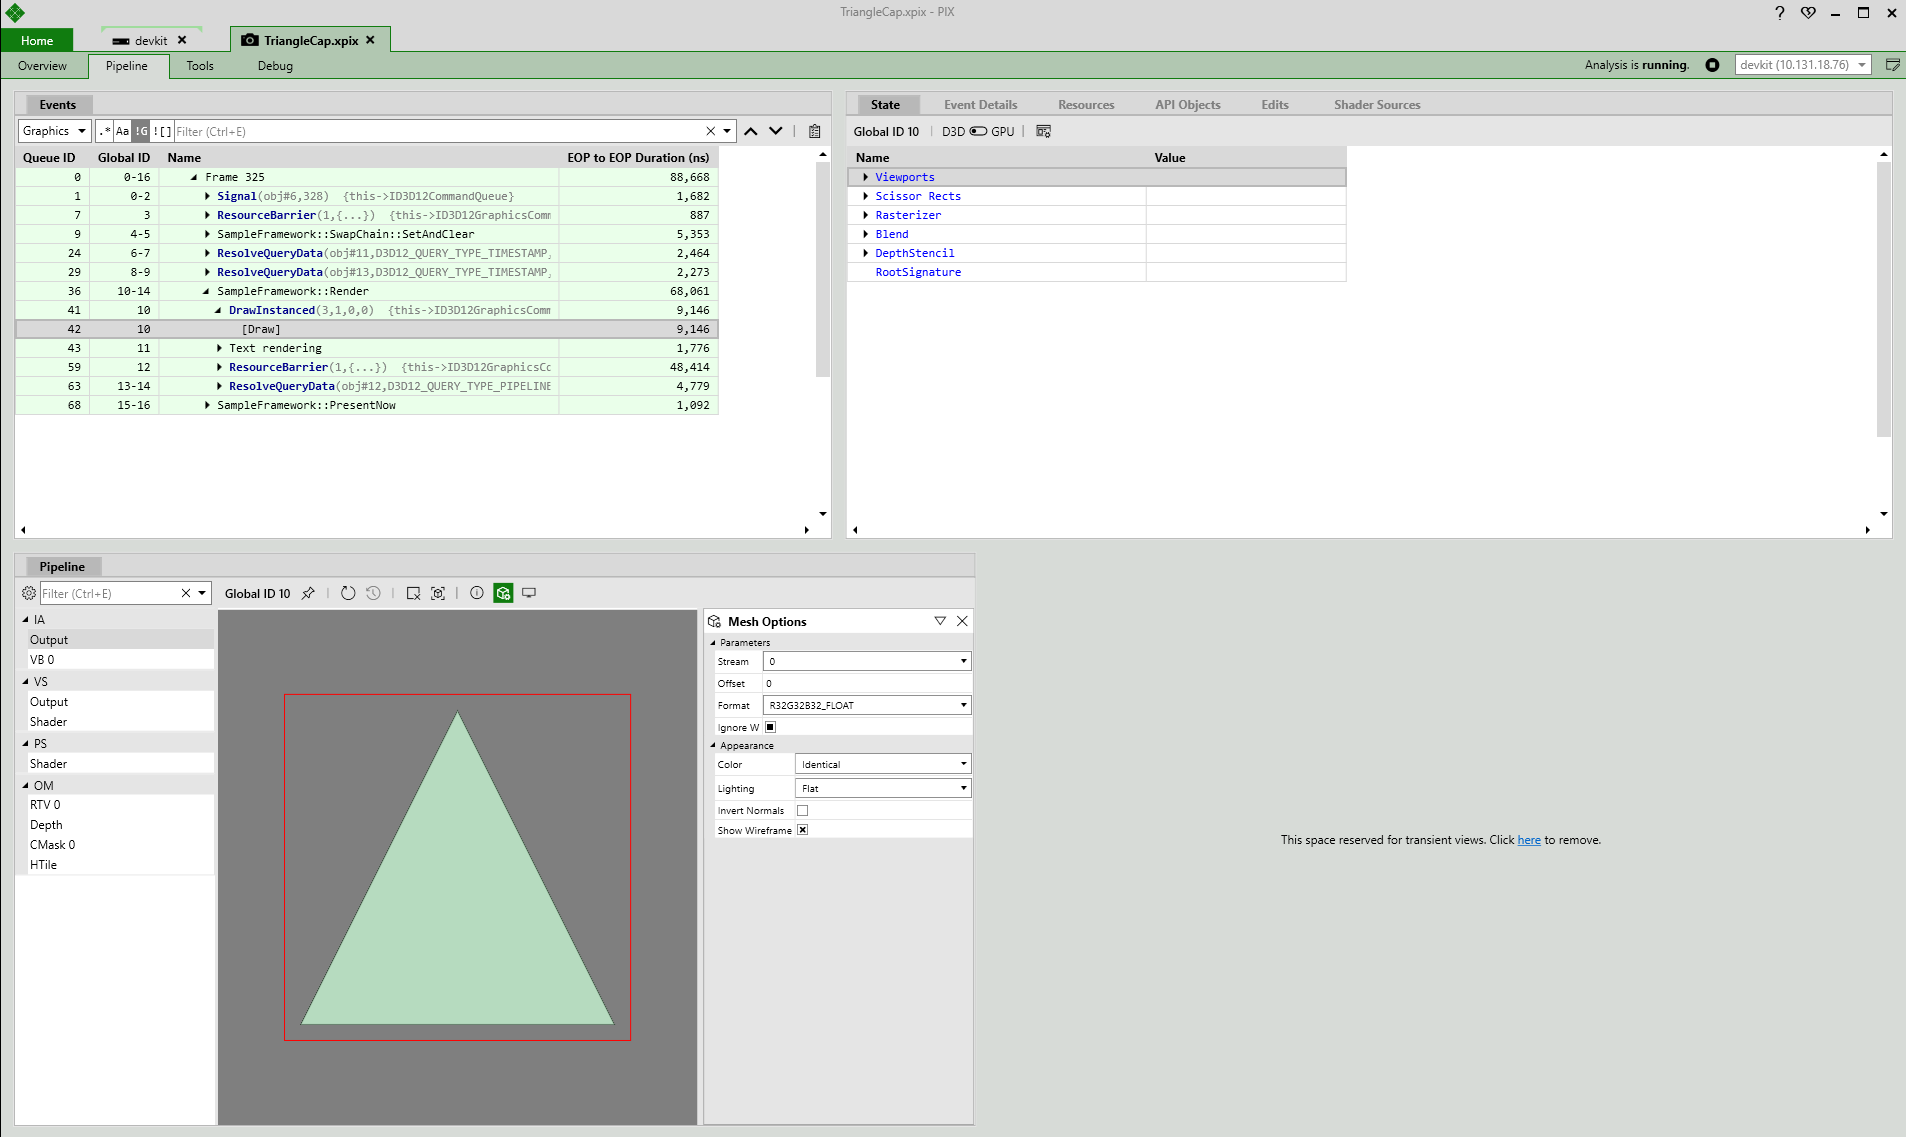 TriangleCap.xpix - PIX
Home
devkit
TriangleCap.xpix
Overview
Pipeline
Tools
Debug
Analysis is running.
devkit (10.131.18.76)
Events
Graphics
.*
Aa
!G
![]
Filter (Ctrl+E)
Queue ID Global ID Name EOP to EOP Duration (ns)
0 0-16 Frame 325 88,668
1 0-2 Signal(obj#6,328) {this->ID3D12CommandQueue} 1,682
7 3 ResourceBarrier(1,{...}) {this->ID3D12GraphicsComm 887
9 4-5 SampleFramework::SwapChain::SetAndClear 5,353
24 6-7 ResolveQueryData(obj#11,D3D12_QUERY_TYPE_TIMESTAMP, 2,464
29 8-9 ResolveQueryData(obj#13,D3D12_QUERY_TYPE_TIMESTAMP, 2,273
36 10-14 SampleFramework::Render 68,061
41 10 DrawInstanced(3,1,0,0) {this->ID3D12GraphicsComm 9,146
42 10 [Draw] 9,146
43 11 Text rendering 1,776
59 12 ResourceBarrier(1,{...}) {this->ID3D12GraphicsCo 48,414
63 13-14 ResolveQueryData(obj#12,D3D12_QUERY_TYPE_PIPELINE 4,779
68 15-16 SampleFramework::PresentNow 1,092
State
Event Details
Resources
API Objects
Edits
Shader Sources
Global ID 10
D3D
GPU
Name Value
Viewports
Scissor Rects
Rasterizer
Blend
DepthStencil
RootSignature
Pipeline
Filter (Ctrl+E)
Global ID 10
IA
Output
VB 0
VS
Output
Shader
PS
Shader
OM
RTV 0
Depth
CMask 0
HTile
Mesh Options
Parameters
Stream 0
Offset 0
Format R32G32B32_FLOAT
Ignore W
Appearance
Color Identical
Lighting Flat
Invert Normals
Show Wireframe
This space reserved for transient views. Click here to remove.